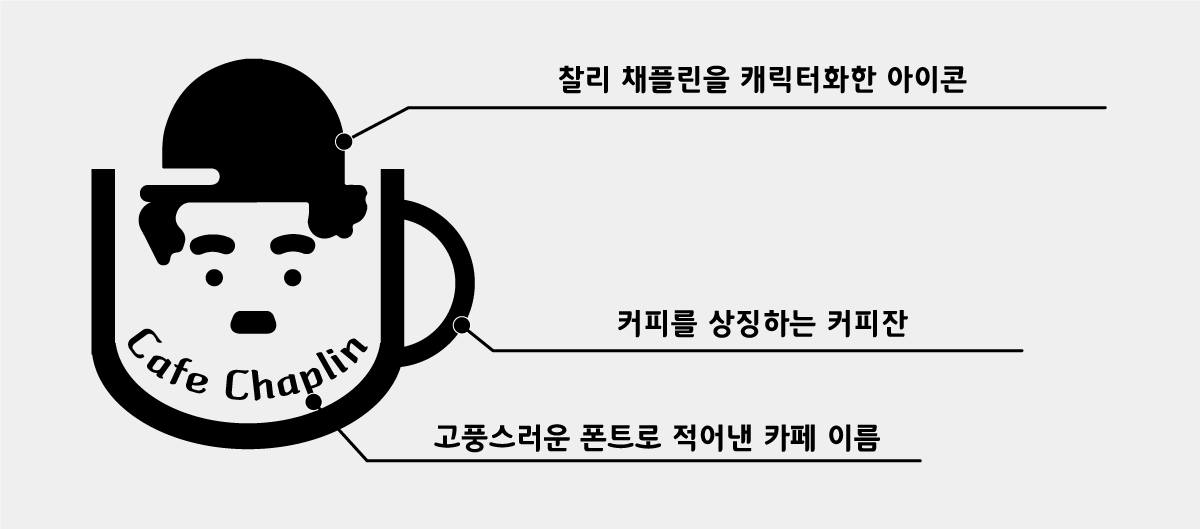 찰리 채플린을 캐릭터화한 아이콘
커피를 상징하는 커피잔
Cafe Chaplin
고풍스러운 폰트로 적어낸 카페 이름